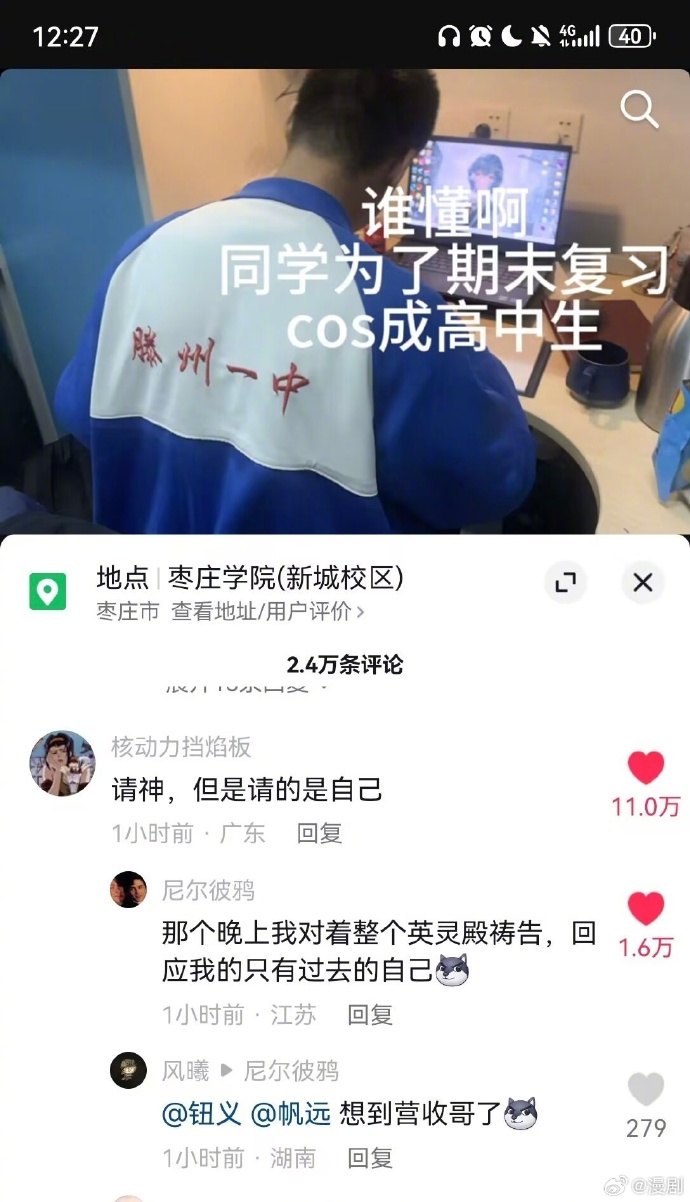 12:27
4G
40
谁懂啊
同学为了期末复习
cos成高中生
滕州一中
地点 | 枣庄学院(新城校区)
枣庄市 查看地址/用户评价 >
2.4万条评论
核动力挡焰板
请神，但是请的是自己
11.0万
1小时前 · 广东 回复
尼尔彼鸦
那个晚上我对着整个英灵殿祷告，回
应我的只有过去的自己
1.6万
1小时前 · 江苏 回复
风曦 ▶ 尼尔彼鸦
@钮义 @帆远 想到营收哥了
279
1小时前 · 湖南 回复
@漫剧